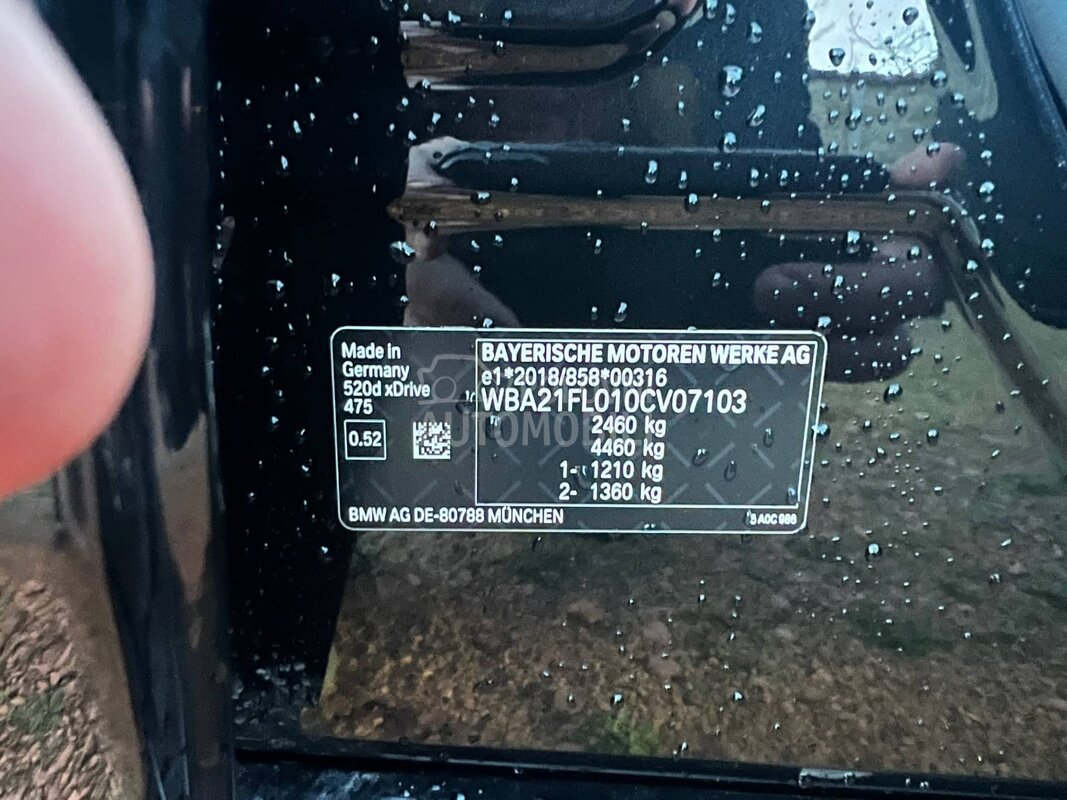 Made in
Germany
520d xDrive
475
0.52
BAYERISCHE MOTOREN WERKE AG
e1*2018/858*00316
WBA21FL010CV07103
2460 kg
4460 kg
1- 1210 kg
2- 1360 kg
BMW AG DE-80788 MÜNCHEN